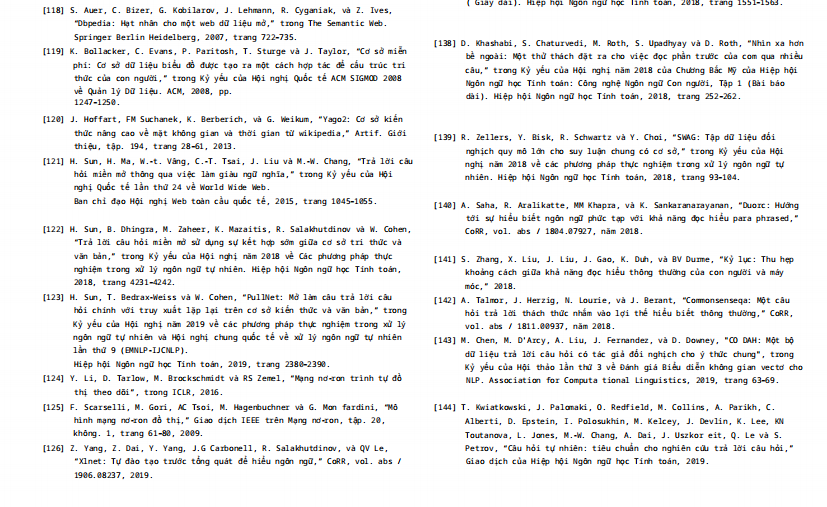 [118] S. Auer, C. Bizer, G. Kobilarov, J. Lehmann, R. Cyganiak, và Z. Ives,
"Dbpedia: Hạt nhân cho một web dữ liệu mở," trong The Semantic Web.
Springer Berlin Heidelberg, 2007, trang 722–735.
[119] K. Bollacker, C. Evans, P. Paritosh, T. Sturge và J. Taylor, "Cơ sở miễn
phí: Cơ sở dữ liệu biểu đồ được tạo ra một cách hợp tác để cấu trúc tri
thức của con người," trong Kỷ yếu của Hội nghị Quốc tế ACM SIGMOD 2008
về Quản lý Dữ liệu. ACM, 2008, pp.
1247–1250.
[120] J. Hoffart, FM Suchanek, K. Berberich, và G. Weikum, "Yago2: Cơ sở kiến
thức nâng cao về mặt không gian và thời gian từ wikipedia," Artif. Giới
thiệu, tập. 194, trang 28–61, 2013.
[121] H. Sun, H. Ma, W.-t. Vâng, C.-T. Tsai, J. Liu và M.-W. Chang, "Trả lời câu
hỏi miền mở thông qua việc làm giàu ngữ nghĩa," trong Kỷ yếu của Hội
nghị Quốc tế lần thứ 24 về World Wide Web.
Ban chỉ đạo Hội nghị Web toàn cầu quốc tế, 2015, trang 1045–1055.
[122] H. Sun, B. Dhingra, M. Zaheer, K. Mazaitis, R. Salakhutdinov và W. Cohen,
"Trả lời câu hỏi miền mở sử dụng sự kết hợp sớm giữa cơ sở tri thức và
văn bản," trong Kỷ yếu của Hội nghị năm 2018 về Các phương pháp thực
nghiệm trong xử lý ngôn ngữ tự nhiên. Hiệp hội Ngôn ngữ học Tính toán,
2018, trang 4231–4242.
[123] H. Sun, T. Bedrax-Weiss và W. Cohen, "PullNet: Mở làm câu trả lời câu
hỏi chính với truy xuất lặp lại trên cơ sở kiến thức và văn bản," trong
Kỷ yếu của Hội nghị năm 2019 về các phương pháp thực nghiệm trong xử lý
ngôn ngữ tự nhiên và Hội nghị chung quốc tế về xử lý ngôn ngữ tự nhiên
lần thứ 9 (EMNLP-IJCNLP).
Hiệp hội Ngôn ngữ học Tính toán, 2019, trang 2380–2390.
[124] Y. Li, D. Tarlow, M. Brockschmidt và RS Zemel, "Mạng nơ-ron trình tự đồ
thị theo dõi", trong ICLR, 2016.
[125] F. Scarselli, M. Gori, AC Tsoi, M. Hagenbuchner và G. Mon fardini, "Mô
hình mạng nơ-ron đồ thị," Giao dịch IEEE trên Mạng nơ-ron, tập. 20,
không. 1, trang 61–80, 2009.
[126] Z. Yang, Z. Dai, Y. Yang, J.G Carbonell, R. Salakhutdinov, và QV Le,
"Xlnet: Tự đào tạo trước tổng quát để hiểu ngôn ngữ," CoRR, vol. abs /
1906.08237, 2019.
( Giấy dài). Hiệp hội Ngôn ngữ học Tính toán, 2018, trang 1551–1563.
[138] D. Khashabi, S. Chaturvedi, M. Roth, S. Upadhyay và D. Roth, "Nhìn xa hơn
bề ngoài: Một thử thách đặt ra cho việc đọc phần trước của com qua nhiều
câu," trong Kỷ yếu của Hội nghị năm 2018 của Chương Bắc Mỹ của Hiệp hội
Ngôn ngữ học Tính toán: Công nghệ Ngôn ngữ Con người, Tập 1 (Bài báo
dài). Hiệp hội Ngôn ngữ học Tính toán, 2018, trang 252–262.
[139] R. Zellers, Y. Bisk, R. Schwartz và Y. Choi, "SWAG: Tập dữ liệu đối
nghịch quy mô lớn cho suy luận chung có cơ sở," trong Kỷ yếu của Hội
nghị năm 2018 về các phương pháp thực nghiệm trong xử lý ngôn ngữ tự
nhiên. Hiệp hội Ngôn ngữ học Tính toán, 2018, trang 93–104.
[140] A. Saha, R. Aralikatte, MM Khapra, và K. Sankaranarayanan, "Duorc: Hướng
tới sự hiểu biết ngôn ngữ phức tạp với khả năng đọc hiểu para phrased,"
CoRR, vol. abs / 1804.07927, năm 2018.
[141] S. Zhang, X. Liu, J. Liu, J. Gao, K. Duh, và BV Durme, "Kỷ lục: Thu hẹp
khoảng cách giữa khả năng đọc hiểu thông thường của con người và máy
móc," 2018.
[142] A. Talmor, J. Herzig, N. Lourie, và J. Berant, "Commonsenseqa: Một câu
hỏi trả lời thách thức nhắm vào lợi thế hiểu biết thông thường," CoRR,
vol. abs / 1811.00937, năm 2018.
[143] M. Chen, M. D'Arcy, A. Liu, J. Fernandez, và D. Downey, "CO DAH: Một bộ
dữ liệu trả lời câu hỏi có tác giả đối nghịch cho ý thức chung", trong
Kỷ yếu của Hội thảo lần thứ 3 về Đánh giá Biểu diễn không gian vectơ cho
NLP. Association for Computa tional Linguistics, 2019, trang 63–69.
[144] T. Kwiatkowski, J. Palomaki, O. Redfield, M. Collins, A. Parikh, C.
Alberti, D. Epstein, I. Polosukhin, M. Kelcey, J. Devlin, K. Lee, KN
Toutanova, L. Jones, M.-W. Chang, A. Dai, J. Uszkor eit, Q. Le và S.
Petrov, "Câu hỏi tự nhiên: tiêu chuẩn cho nghiên cứu trả lời câu hỏi,"
Giao dịch của Hiệp hội Ngôn ngữ học Tính toán, 2019.